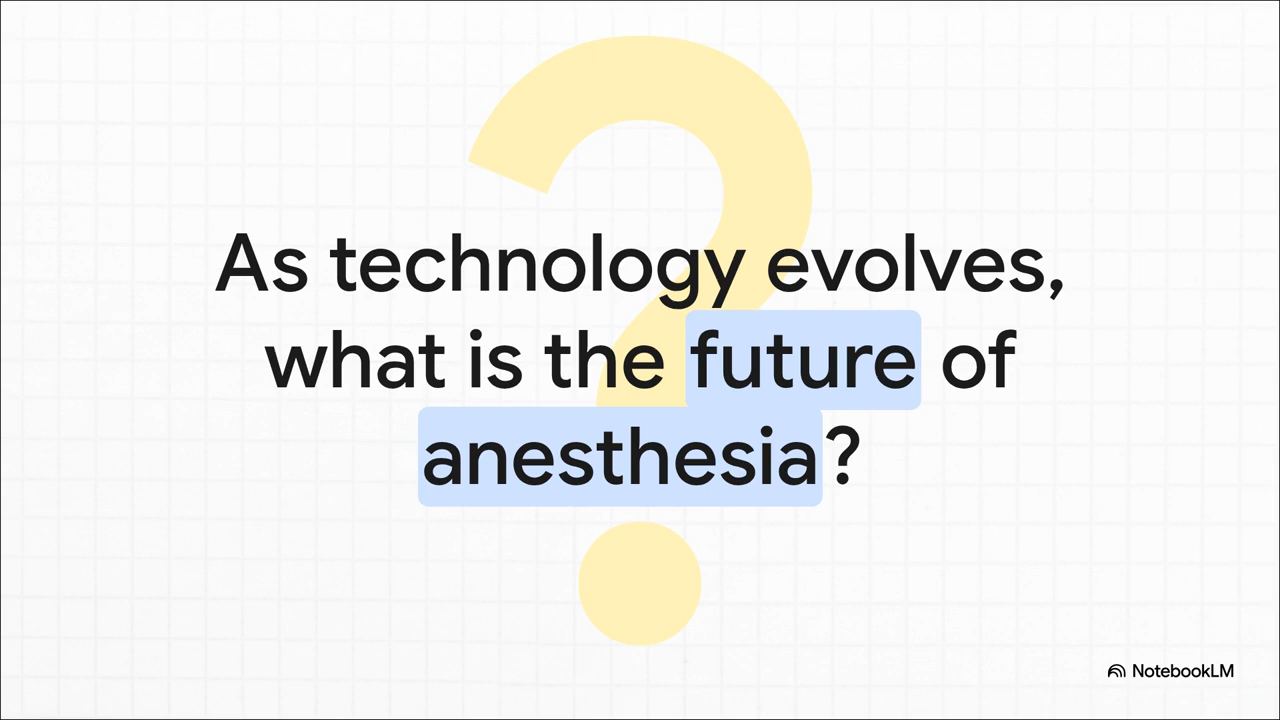 As technology evolves,
what is the future of
anesthesia?
NotebookLM